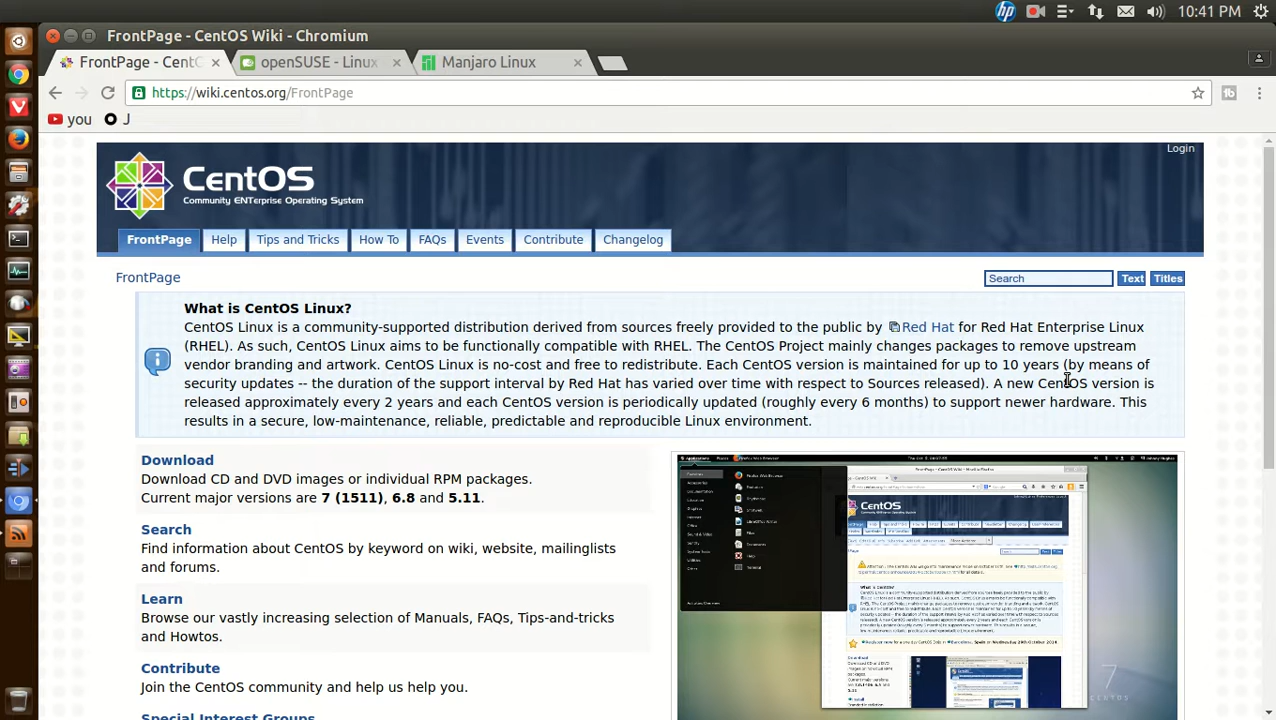 10:41 PM
FrontPage - CentOS Wiki - Chromium
FrontPage - CentO
openSUSE - Linux
Manjaro Linux
https://wiki.centos.org/FrontPage
you
J
Login
CentOS
Community ENTerprise Operating System
FrontPage
Help
Tips and Tricks
How To
FAQs
Events
Contribute
Changelog
FrontPage
Search
Text
Titles
What is CentOS Linux?
CentOS Linux is a community-supported distribution derived from sources freely provided to the public by Red Hat for Red Hat Enterprise Linux
(RHEL). As such, CentOS Linux aims to be functionally compatible with RHEL. The CentOS Project mainly changes packages to remove upstream
vendor branding and artwork. CentOS Linux is no-cost and free to redistribute. Each CentOS version is maintained for up to 10 years (by means of
security updates -- the duration of the support interval by Red Hat has varied over time with respect to Sources released). A new CentOS version is
released approximately every 2 years and each CentOS version is periodically updated (roughly every 6 months) to support newer hardware. This
results in a secure, low-maintenance, reliable, predictable and reproducible Linux environment.
Download
Download CD and DVD images or individual RPM packages.
Current minor versions are 7 (1511), 6.8 and 5.11.
Search
Find information about CentOS by keyword on wiki, website, mailinglists
and forums.
Learn
Browse our vastly increasing collection of Manuals, FAQs, Tips-and-tricks
and Howtos.
Contribute
Join the CentOS Community and help us help you.
Special Interest Groups
CentOS
What is CentOS?
7
CENTOS